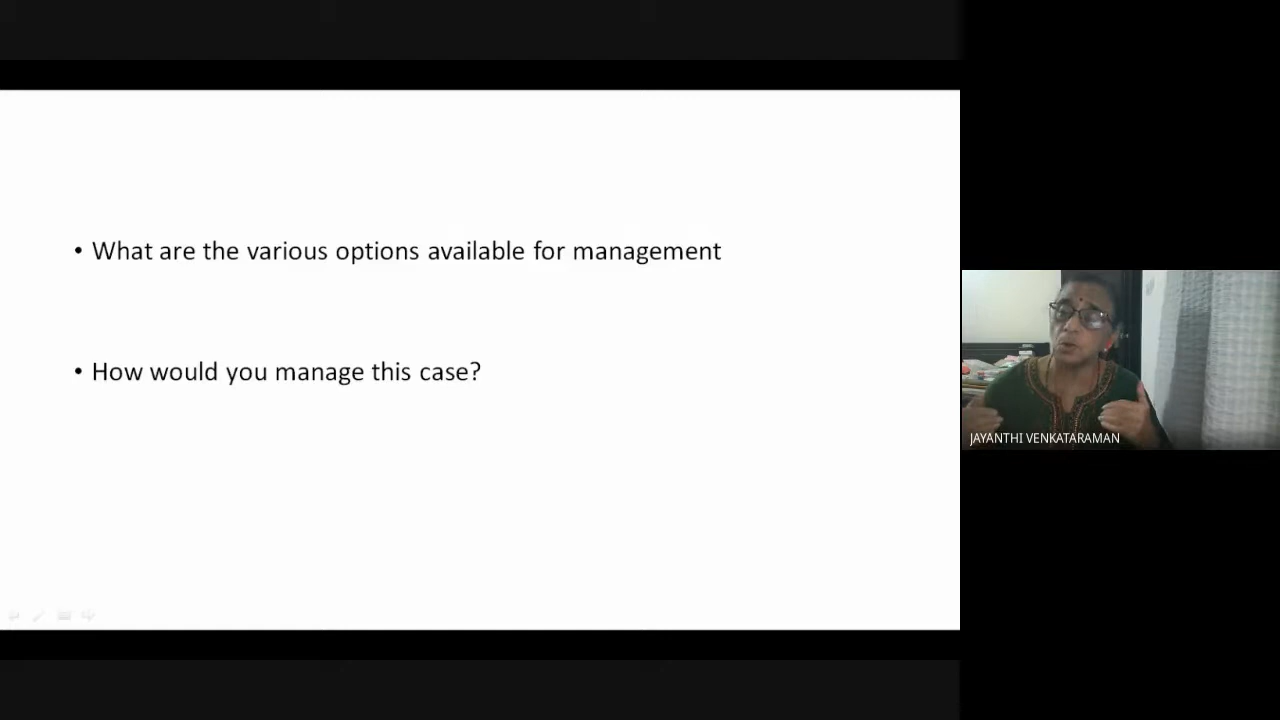 • What are the various options available for management
• How would you manage this case?
JAYANTHI VENKATARAMAN